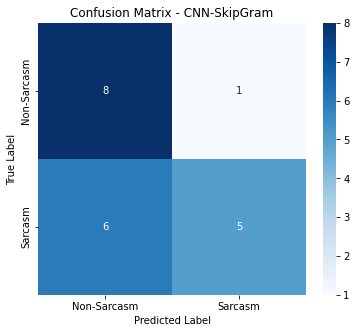 Confusion Matrix - CNN-SkipGram
True Label
Non-Sarcasm
Sarcasm
8
1
6
5
Non-Sarcasm
Sarcasm
Predicted Label
8
7
6
5
4
3
2
1